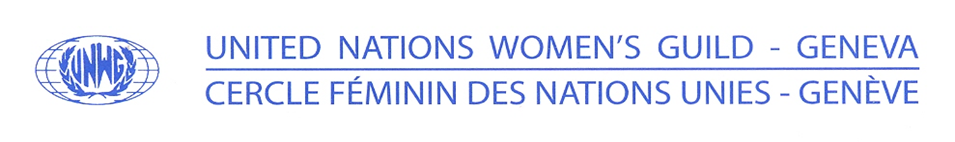 UNWG
UNITED NATIONS WOMEN'S GUILD - GENEVA
CERCLE FÉMININ DES NATIONS UNIES - GENÈVE